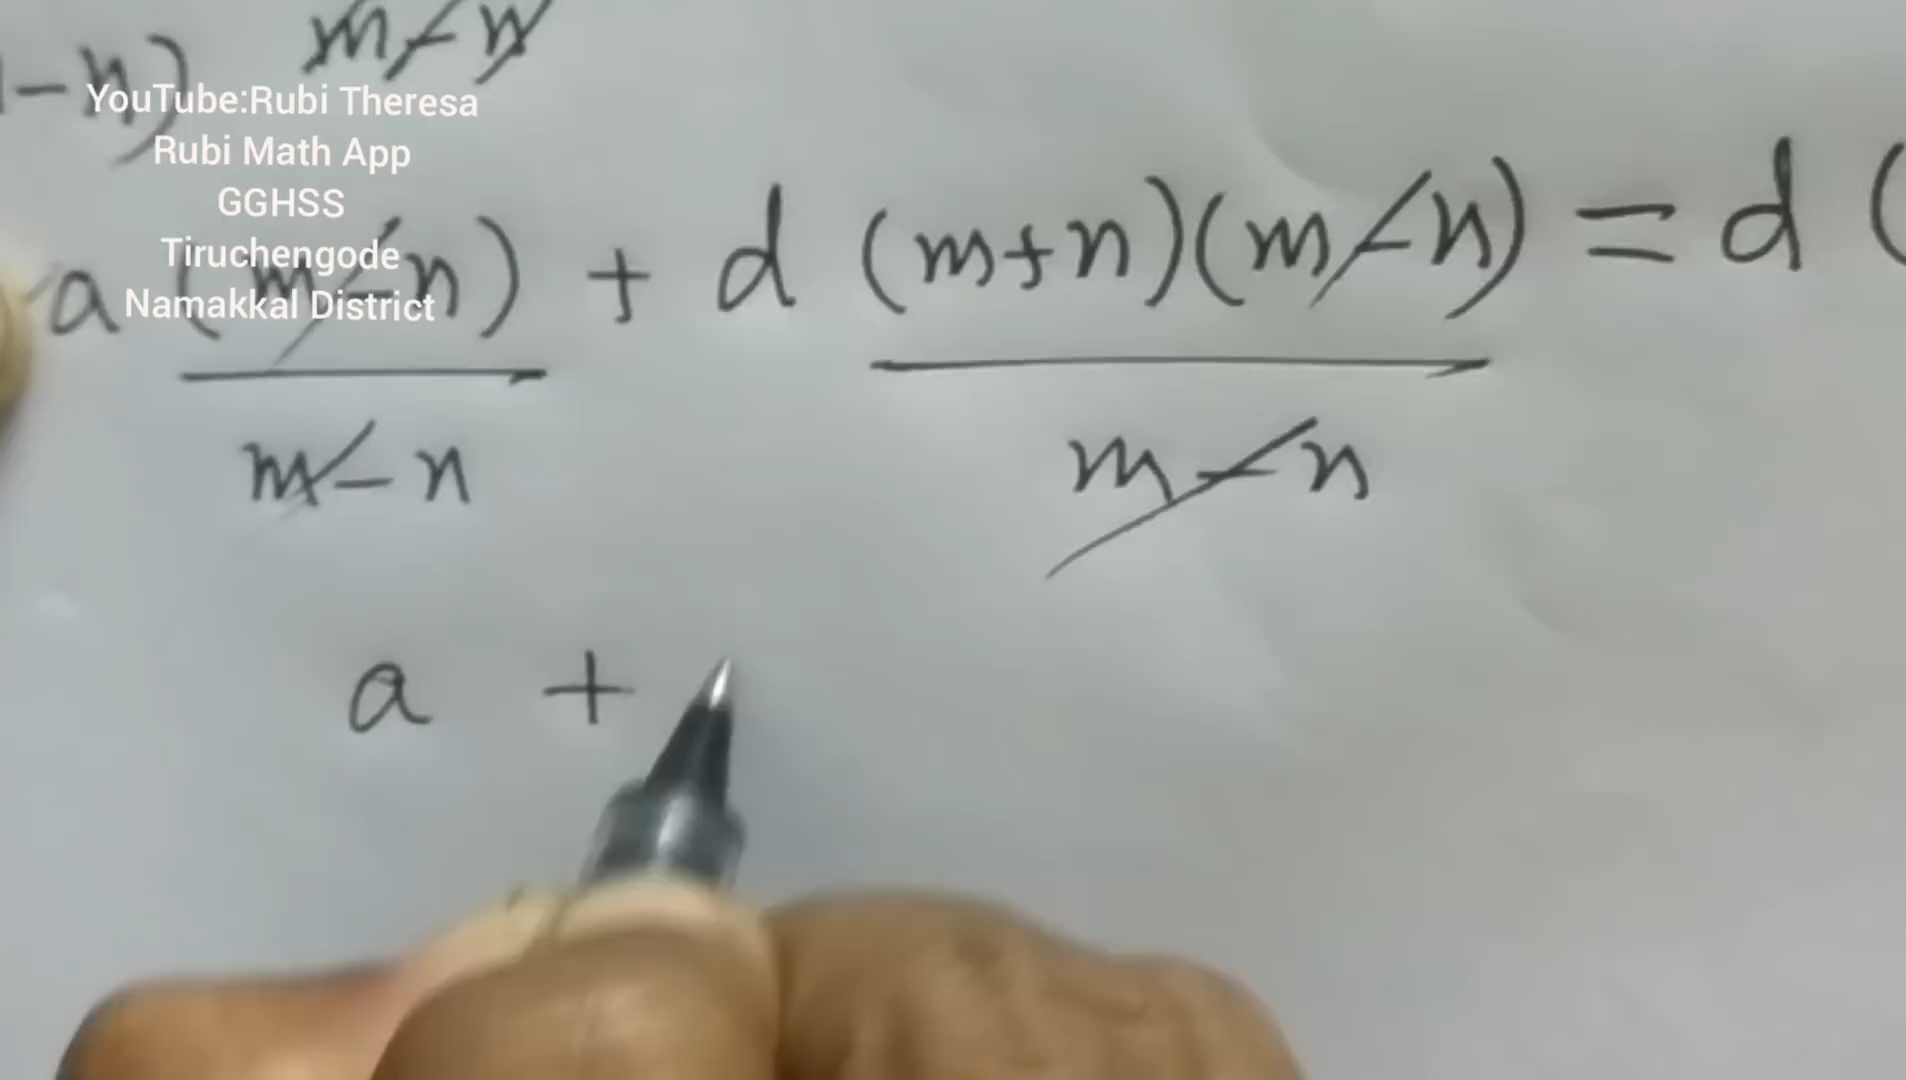 m-n
-n)
YouTube:Rubi Theresa
Rubi Math App
GGHSS
Tiruchengode
Namakkal District
a (m-n) + d (m+n)(m-n) = d (
m-n m-n
a +